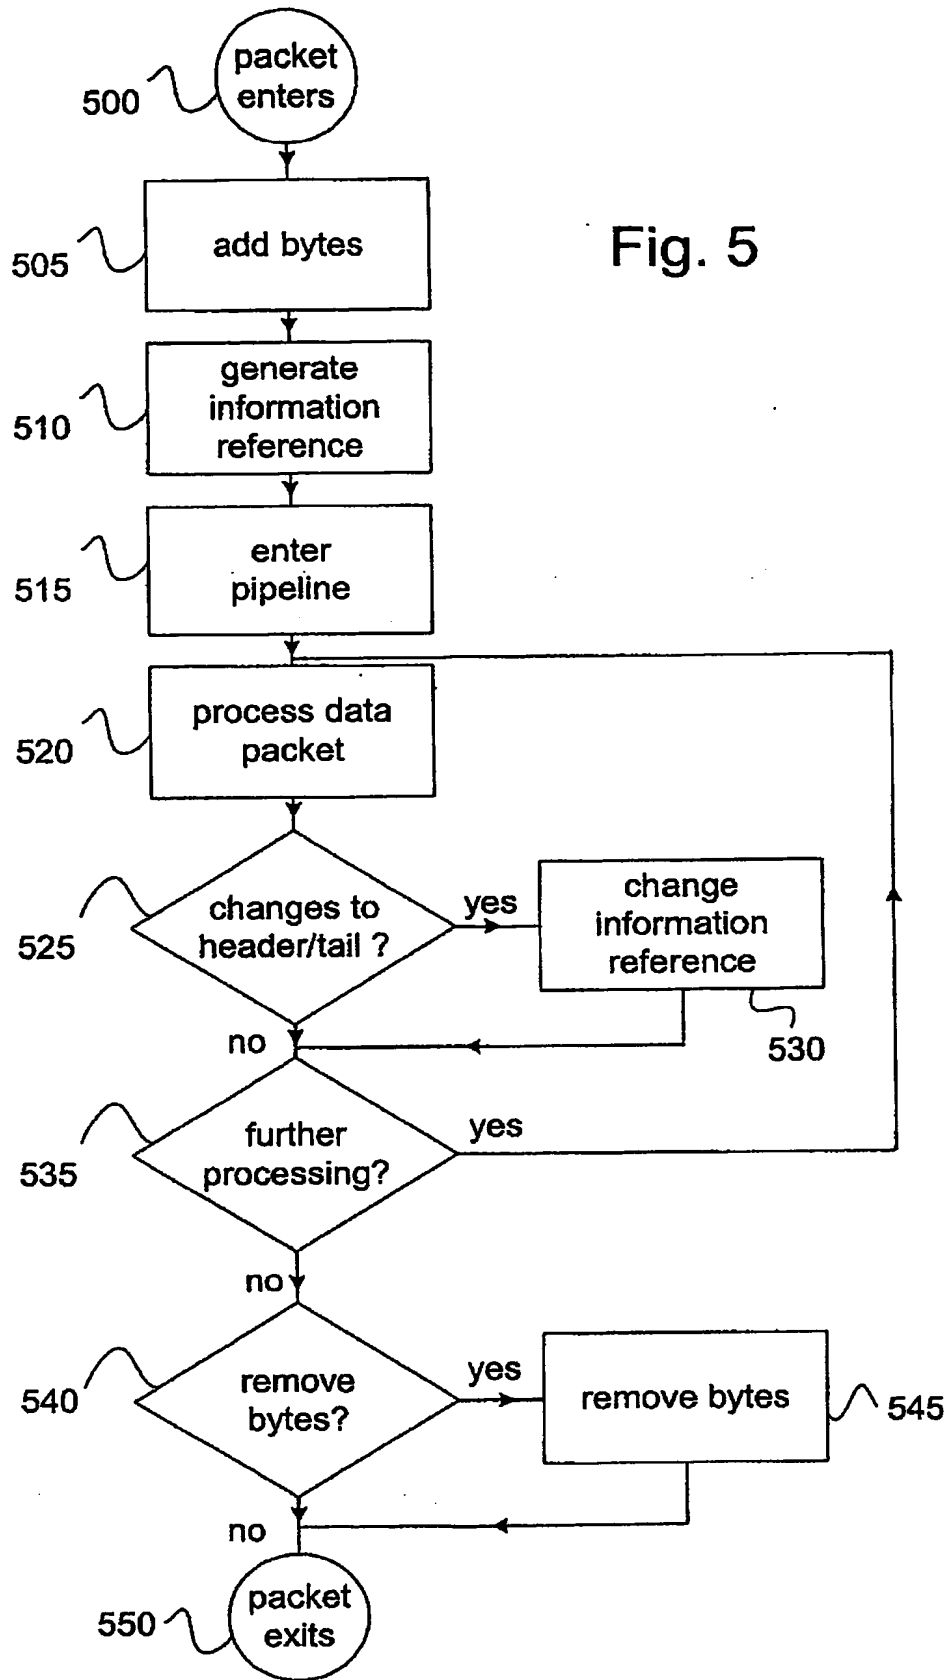 packet
enters
500
add bytes
505
Fig. 5
generate
information
reference
510
enter
pipeline
515
process data
packet
520
changes to
header/tail ?
525
yes
change
information
reference
530
no
further
processing?
535
yes
no
remove
bytes?
540
yes
remove bytes
545
no
packet
exits
550